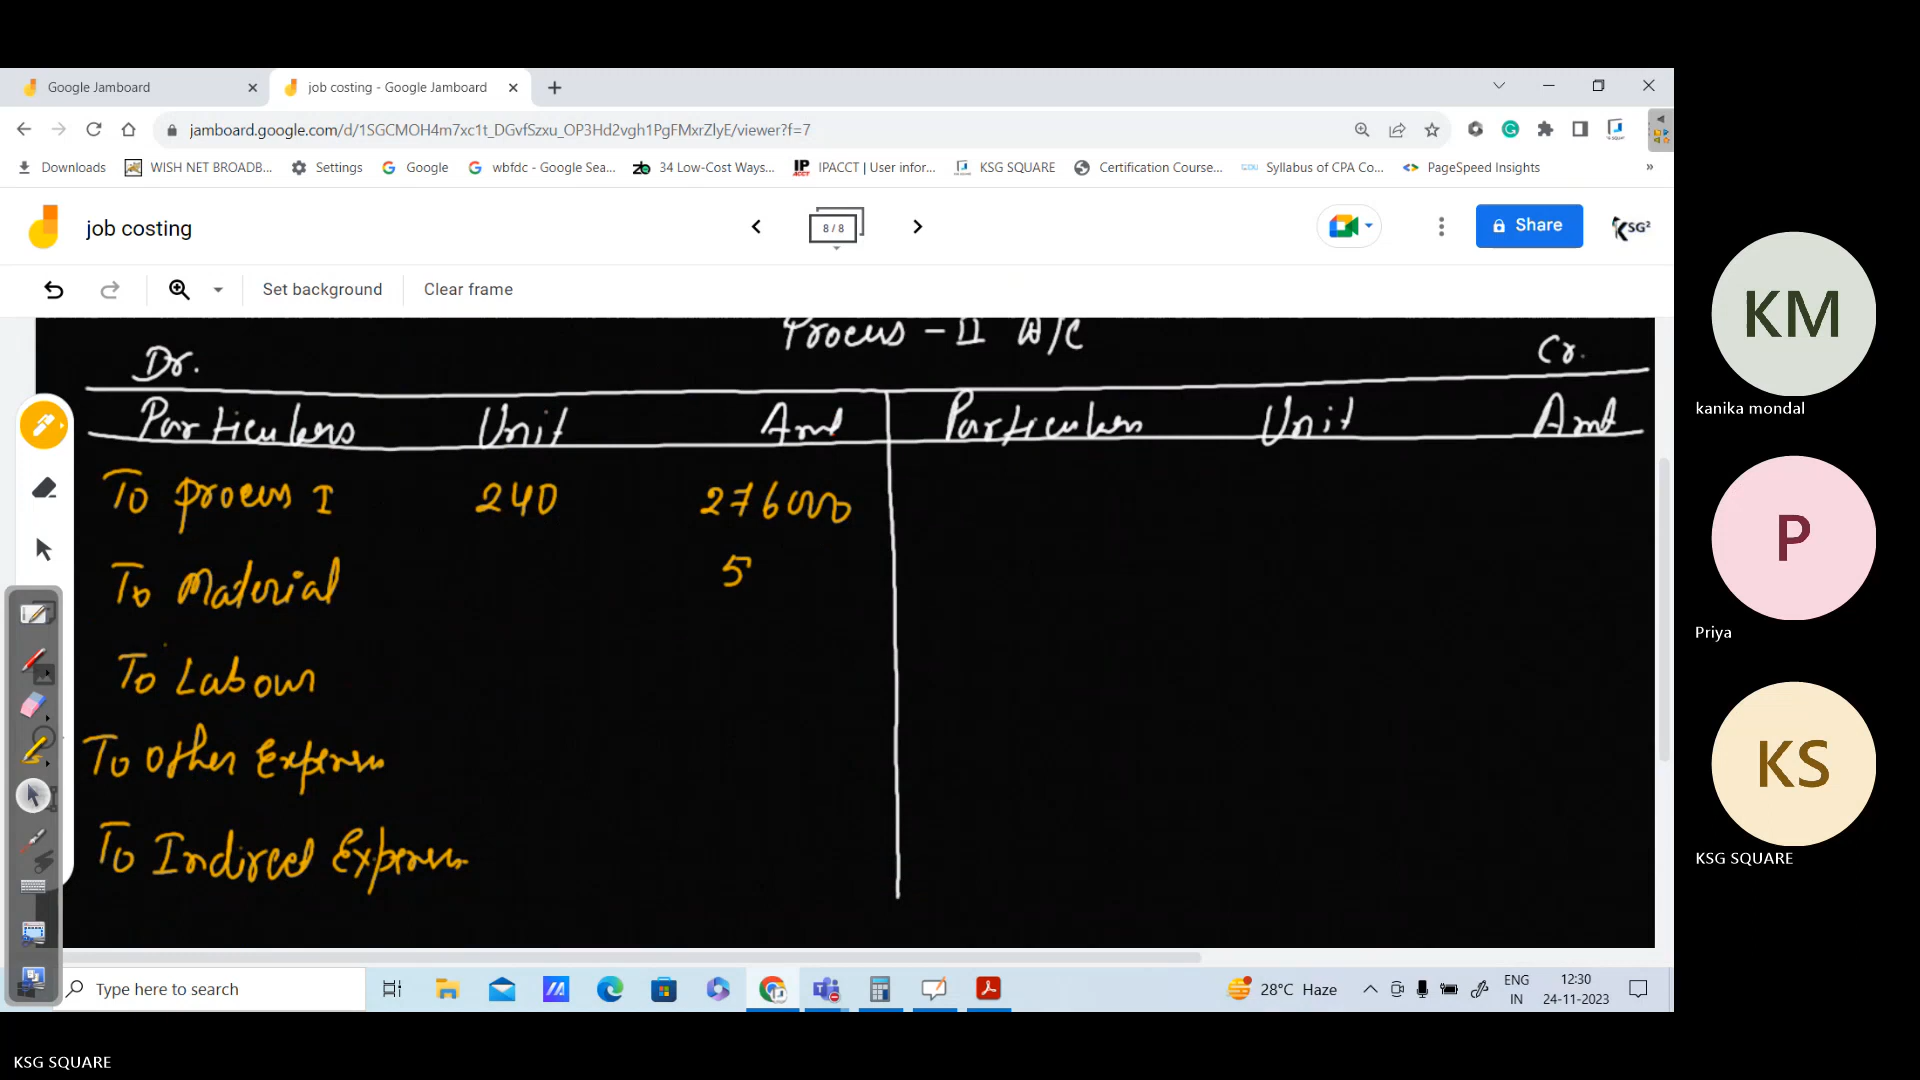 Google Jamboard
job costing - Google Jamboard
jamboard.google.com/d/1SGCMOH4m7xc1t_DGvfSzxu_OP3Hd2vgh1PgFMxrZlyE/viewer?f=7
Downloads WISH NET BROADB... Settings Google wbfdc - Google Sea... 34 Low-Cost Ways... IPACCT | User infor... KSG SQUARE Certification Course... Syllabus of CPA Co... PageSpeed Insights »
job costing
8 / 8
Share
KSG²
Set background Clear frame
Process - II A/C
Dr. Cr.
Particulars Unit Amt Particulars Unit Amt
To process I 240 276000
To Material 5
To Labour
To Other Expenses
To Indirect Expenses
KM
kanika mondal
P
Priya
KS
KSG SQUARE
Type here to search
28°C Haze
ENG
IN
12:30
24-11-2023
KSG SQUARE